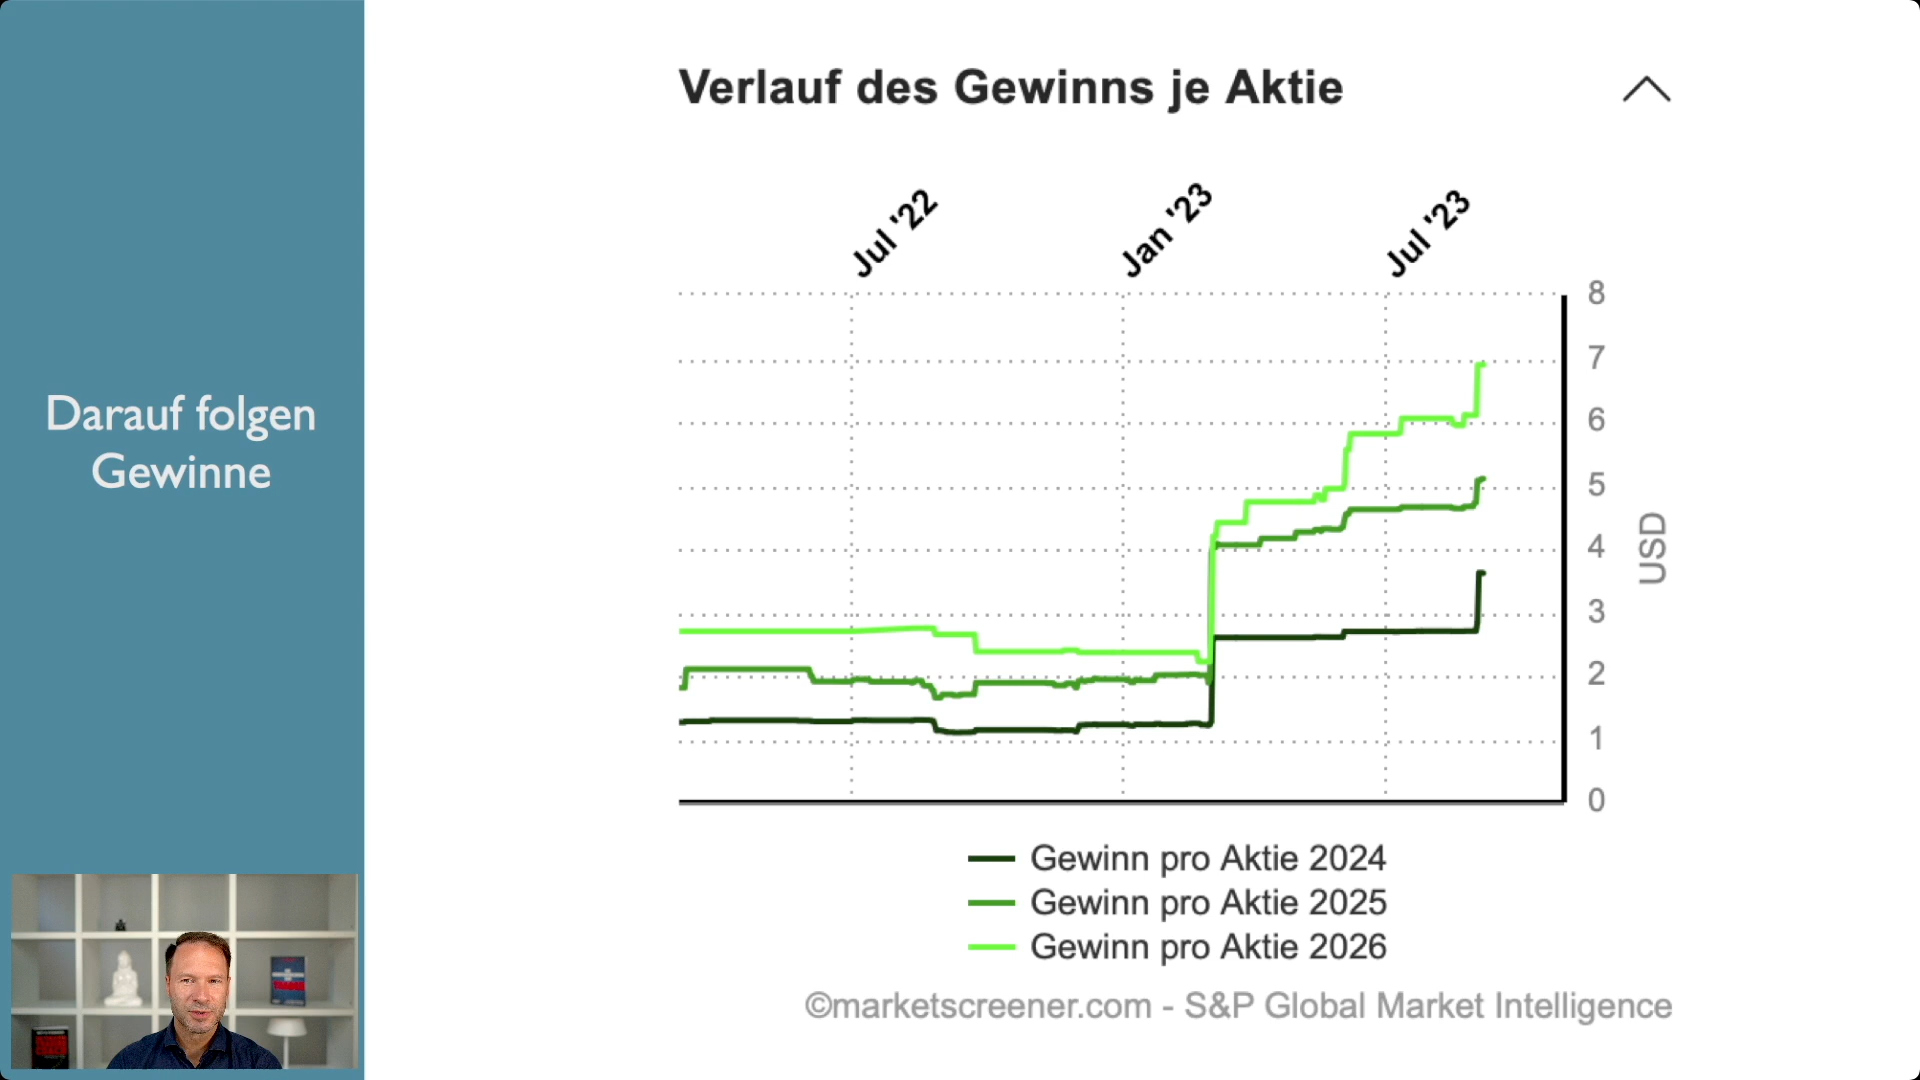 Darauf folgen
Gewinne
Verlauf des Gewinns je Aktie
Jul '22
Jan '23
Jul '23
8
7
6
5
4
3
2
1
0
USD
Gewinn pro Aktie 2024
Gewinn pro Aktie 2025
Gewinn pro Aktie 2026
©marketscreener.com - S&P Global Market Intelligence